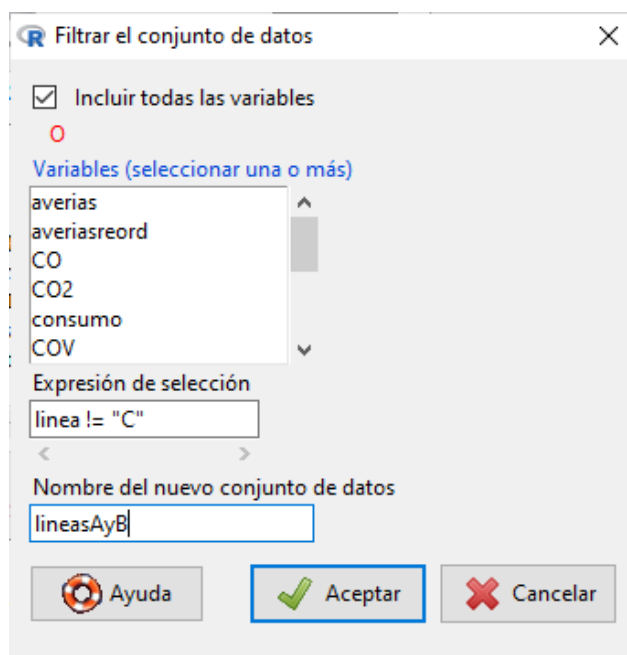 Filtrar el conjunto de datos
Incluir todas las variables
O
Variables (seleccionar una o más)
averias
averiasreord
CO
CO2
consumo
COV
Expresión de selección
linea != "C"
Nombre del nuevo conjunto de datos
lineasAyB
Ayuda Aceptar Cancelar